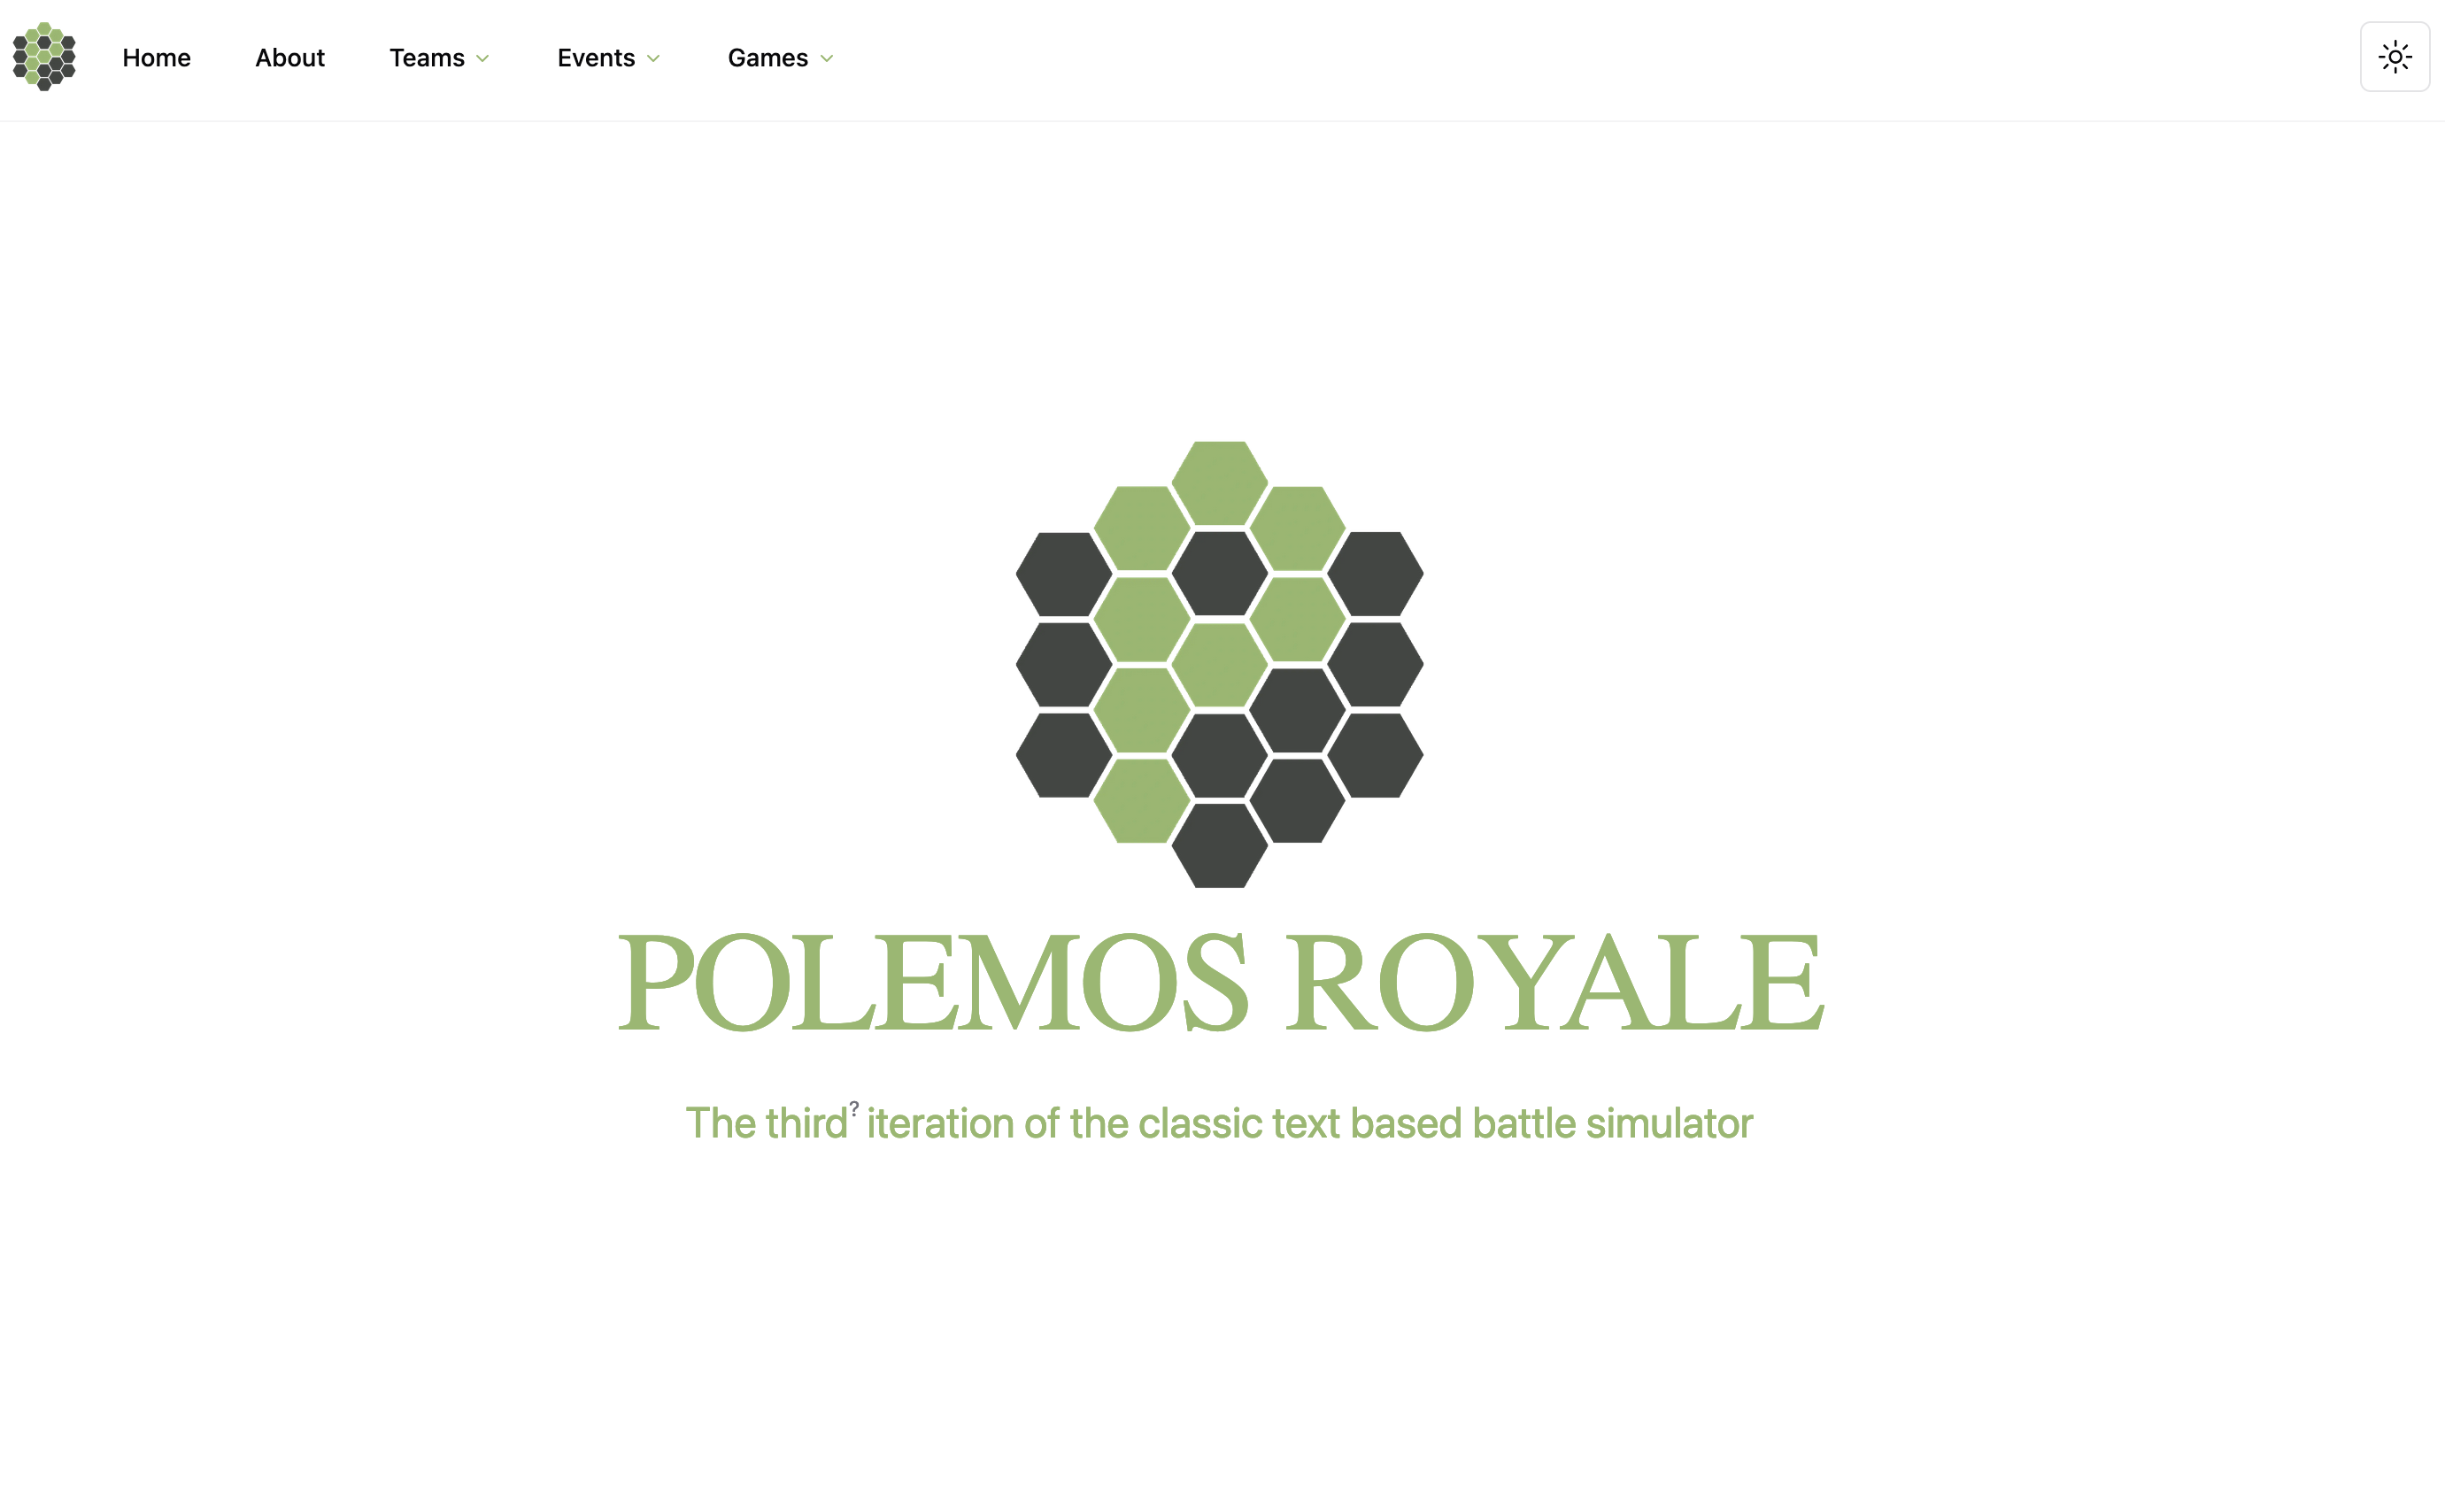 Home About Teams Events Games
POLEMOS ROYALE
The third? iteration of the classic text based battle simulator